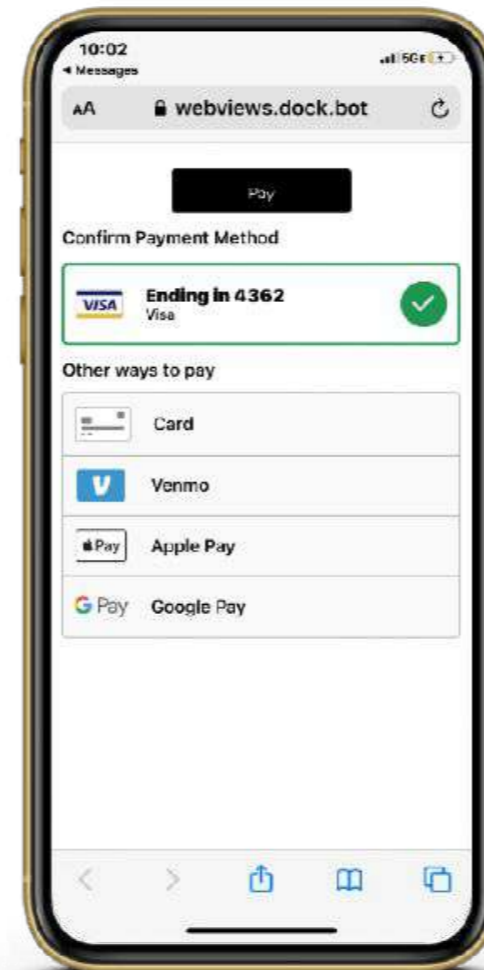 10:02
◀ Messages
5GE
AA
webviews.dock.bot
Pay
Confirm Payment Method
VISA
Ending in 4362
Visa
Other ways to pay
Card
V
Venmo
Pay
Apple Pay
G Pay
Google Pay